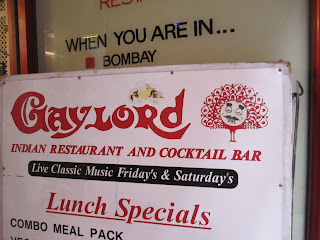 WHEN YOU ARE IN...
BOMBAY
GAYLORD
INDIAN RESTAURANT AND COCKTAIL BAR
Live Classic Music Friday's & Saturday's
Lunch Specials
COMBO MEAL PACK